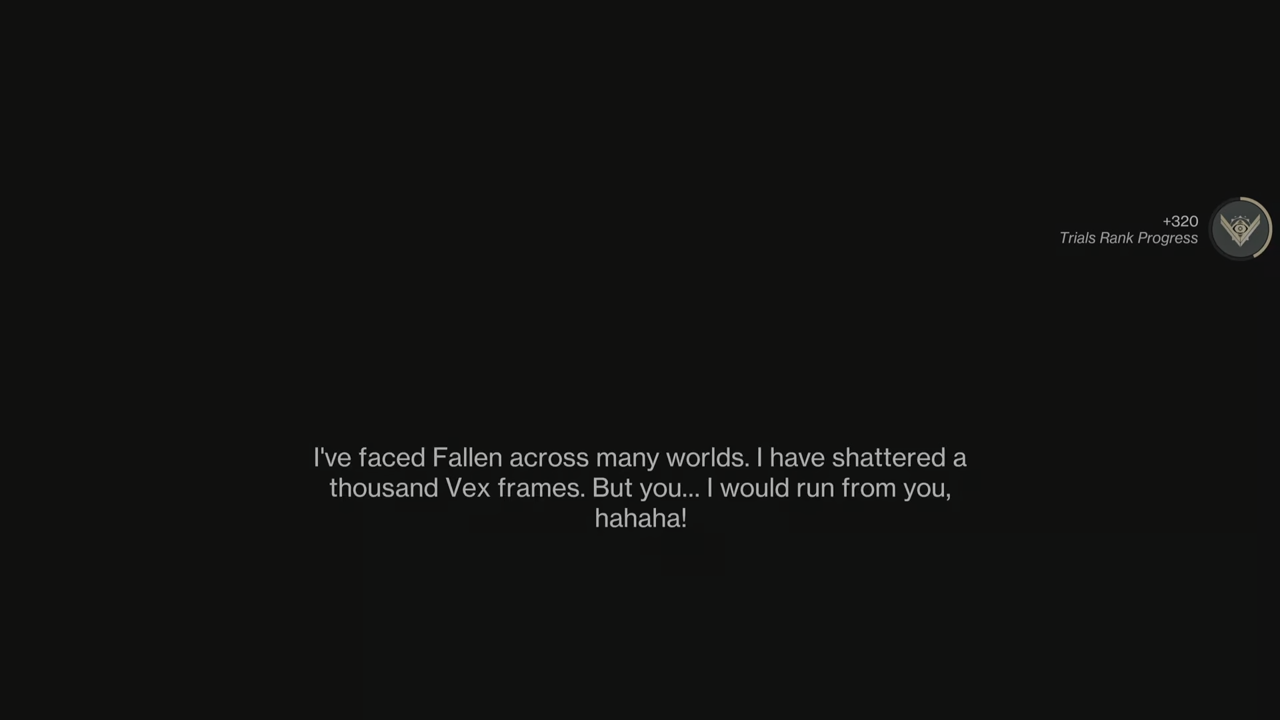 +320
Trials Rank Progress
I've faced Fallen across many worlds. I have shattered a
thousand Vex frames. But you... I would run from you,
hahaha!